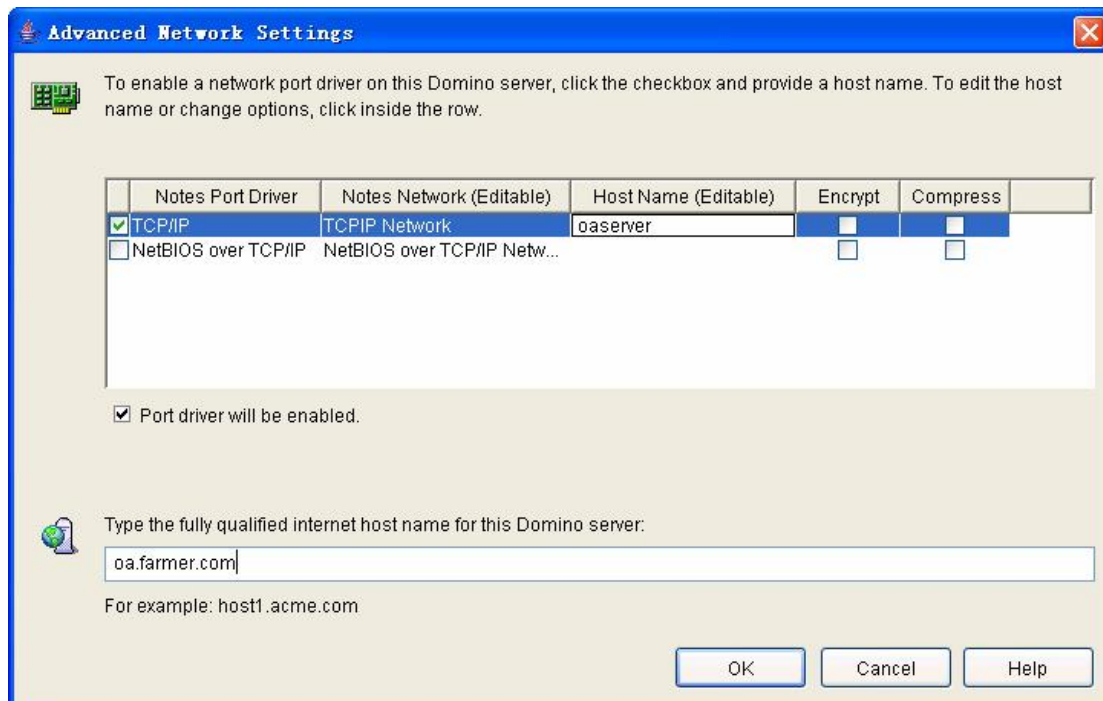 Advanced Network Settings
To enable a network port driver on this Domino server, click the checkbox and provide a host name. To edit the host
name or change options, click inside the row.
Notes Port Driver Notes Network (Editable) Host Name (Editable) Encrypt Compress
TCP/IP TCPIP Network oaserver
NetBIOS over TCP/IP NetBIOS over TCP/IP Netw...
Port driver will be enabled.
Type the fully qualified internet host name for this Domino server:
oa.farmer.com
For example: host1.acme.com
OK Cancel Help